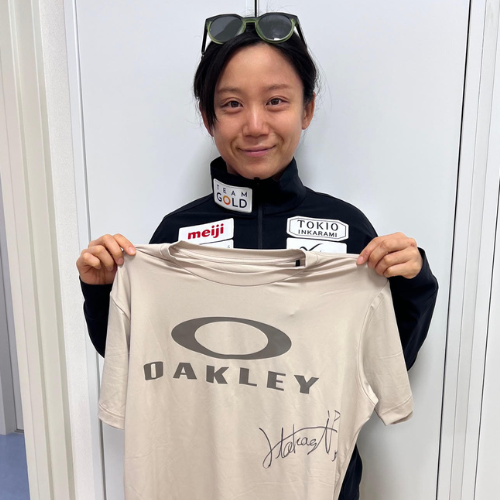 TEAM
GOLD
meiji
TOKIO
INKARAMI
OAKLEY